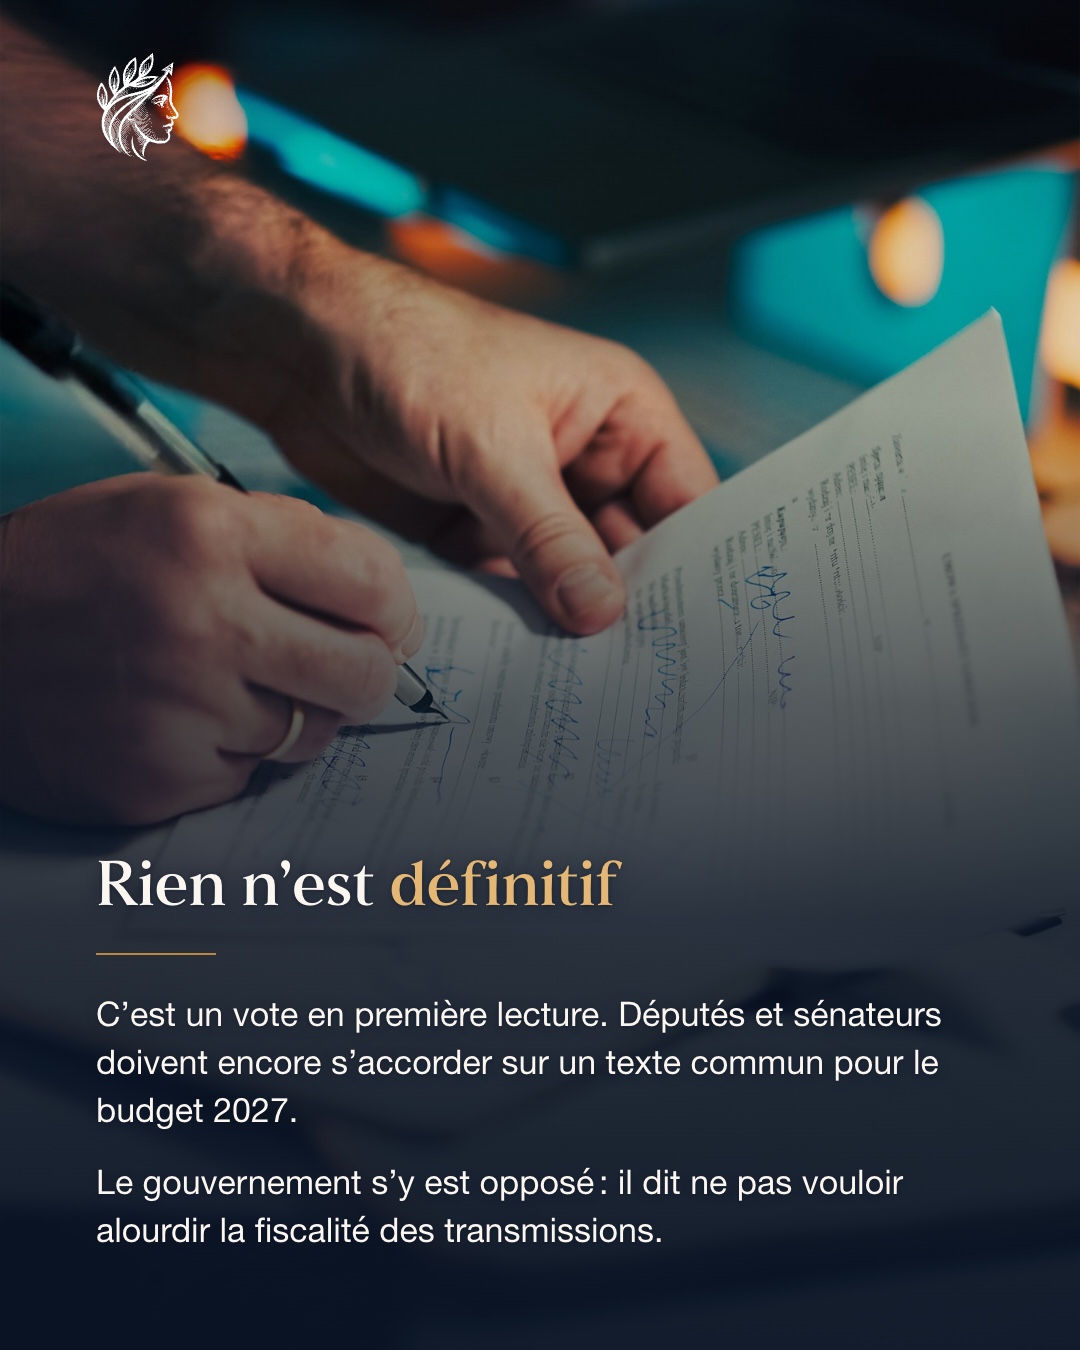 Rien n’est définitif
C’est un vote en première lecture. Députés et sénateurs
doivent encore s’accorder sur un texte commun pour le
budget 2027.
Le gouvernement s’y est opposé : il dit ne pas vouloir
alourdir la fiscalité des transmissions.